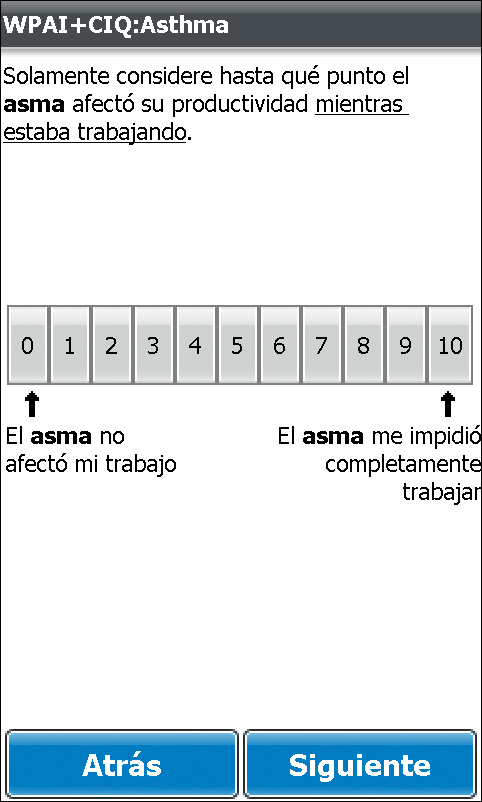 WPAI+CIQ:Asthma
Solamente considere hasta qué punto el
asma afectó su productividad mientras
estaba trabajando.
0 1 2 3 4 5 6 7 8 9 10
El asma no
afectó mi trabajo
El asma me impidió
completamente
trabajar
Atrás
Siguiente